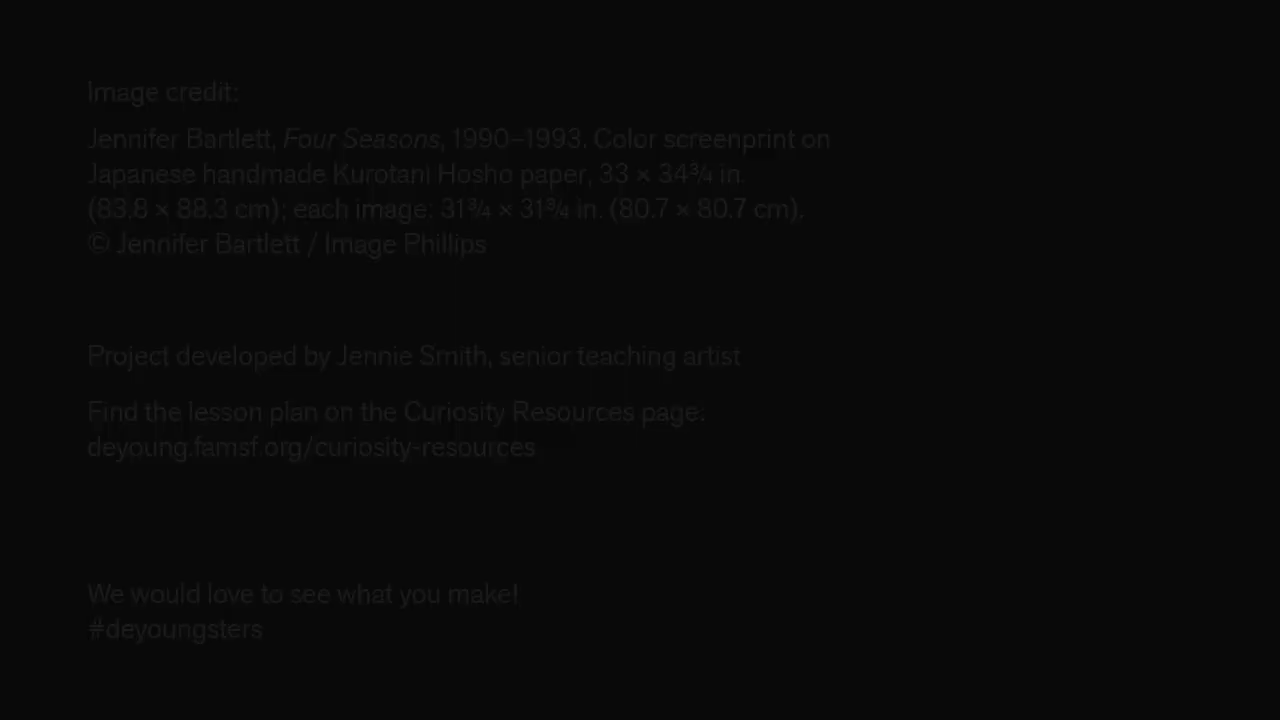 Image credit:
Jennifer Bartlett, Four Seasons, 1990–1993. Color screenprint on
Japanese handmade Kurotani Hosho paper, 33 × 34¾ in.
(83.8 × 88.3 cm); each image: 31¾ × 31¾ in. (80.7 × 80.7 cm).
© Jennifer Bartlett / Image Phillips
Project developed by Jennie Smith, senior teaching artist
Find the lesson plan on the Curiosity Resources page:
deyoung.famsf.org/curiosity-resources
We would love to see what you make!
#deyoungsters